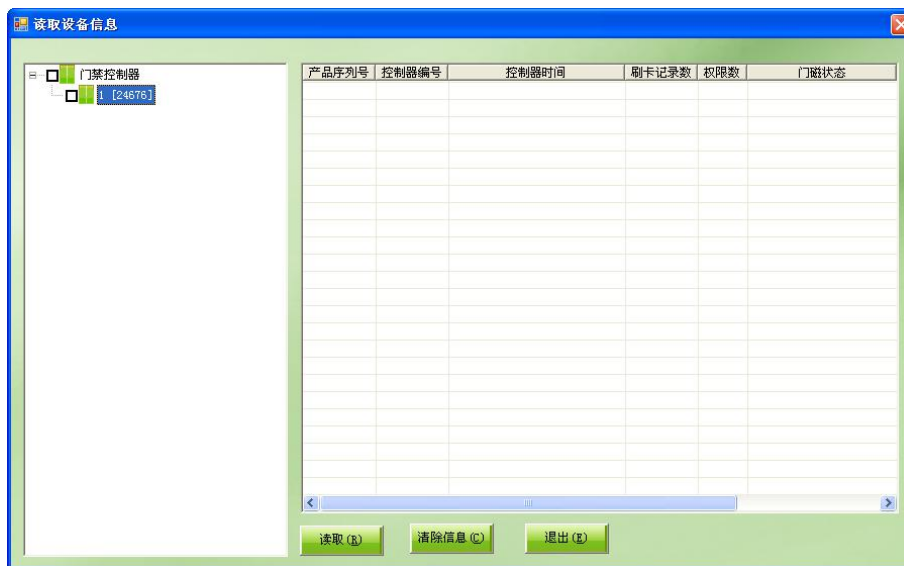 读取设备信息
门禁控制器
1 [24676]
产品序列号 控制器编号 控制器时间 刷卡记录数 权限数 门磁状态
读取(R) 清除信息(C) 退出(E)